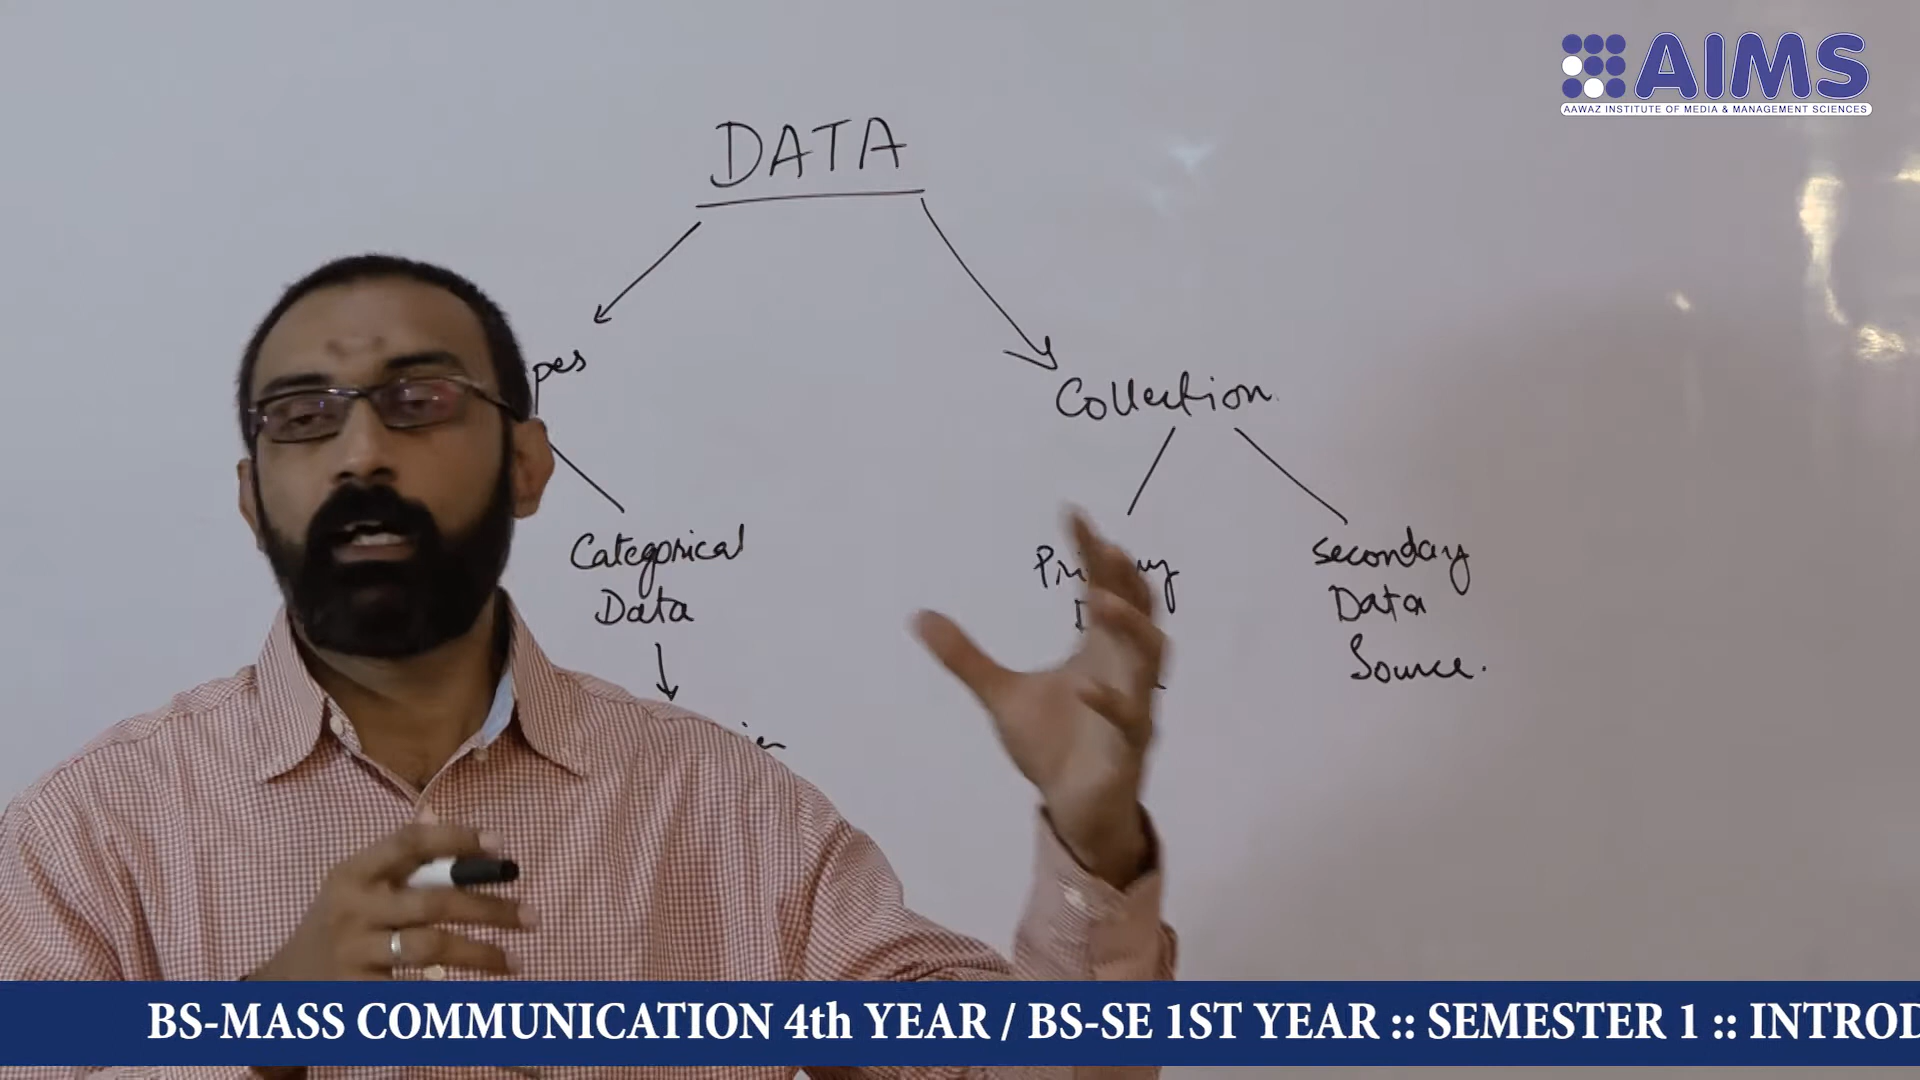 AIMS
AAWAZ INSTITUTE OF MEDIA & MANAGEMENT SCIENCES
DATA
pes
Collection
Categorical
Data
Secondary
Data
Source.
BS-MASS COMMUNICATION 4th YEAR / BS-SE 1ST YEAR :: SEMESTER 1 :: INTROD